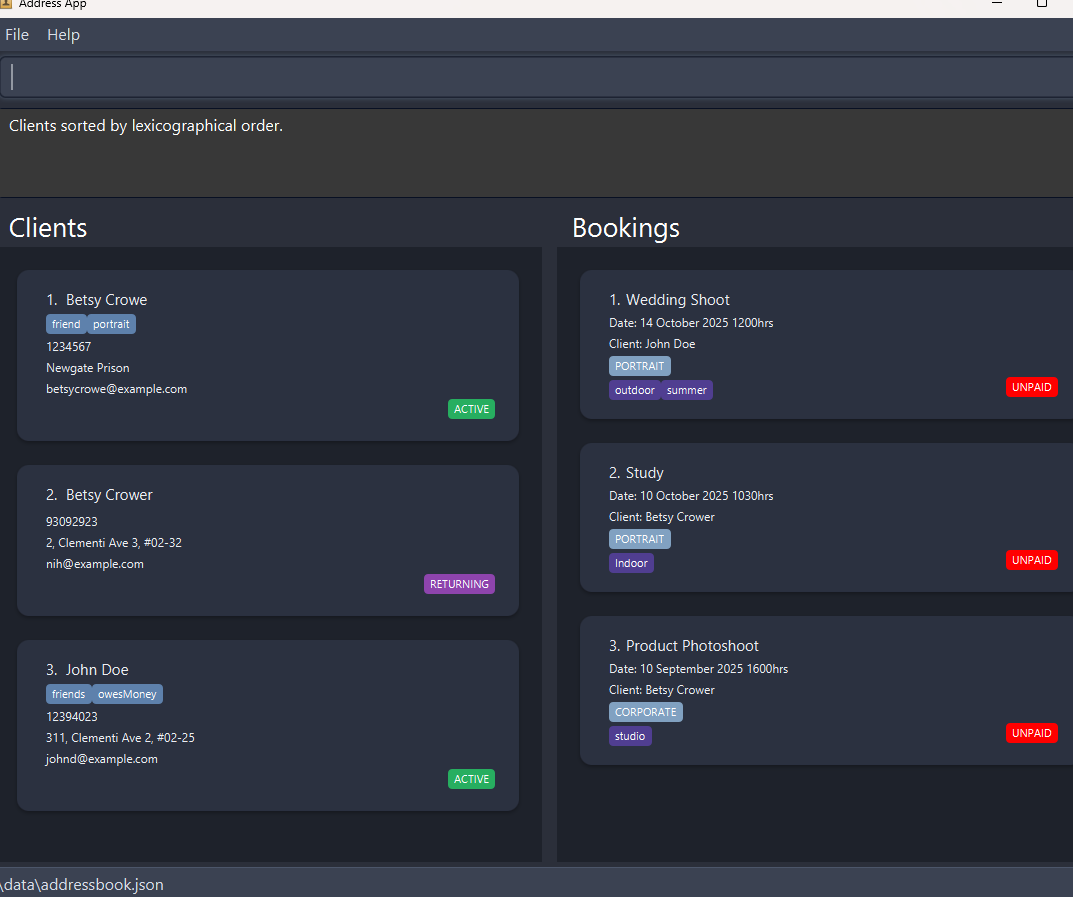 Address App
File Help
Clients sorted by lexicographical order.
Clients
1. Betsy Crowe
friend portrait
1234567
Newgate Prison
betsycrowe@example.com
ACTIVE
2. Betsy Crower
93092923
2, Clementi Ave 3, #02-32
nih@example.com
RETURNING
3. John Doe
friends owesMoney
12394023
311, Clementi Ave 2, #02-25
johnd@example.com
ACTIVE
Bookings
1. Wedding Shoot
Date: 14 October 2025 1200hrs
Client: John Doe
PORTRAIT
outdoor summer
UNPAID
2. Study
Date: 10 October 2025 1030hrs
Client: Betsy Crower
PORTRAIT
Indoor
UNPAID
3. Product Photoshoot
Date: 10 September 2025 1600hrs
Client: Betsy Crower
CORPORATE
studio
UNPAID
\data\addressbook.json